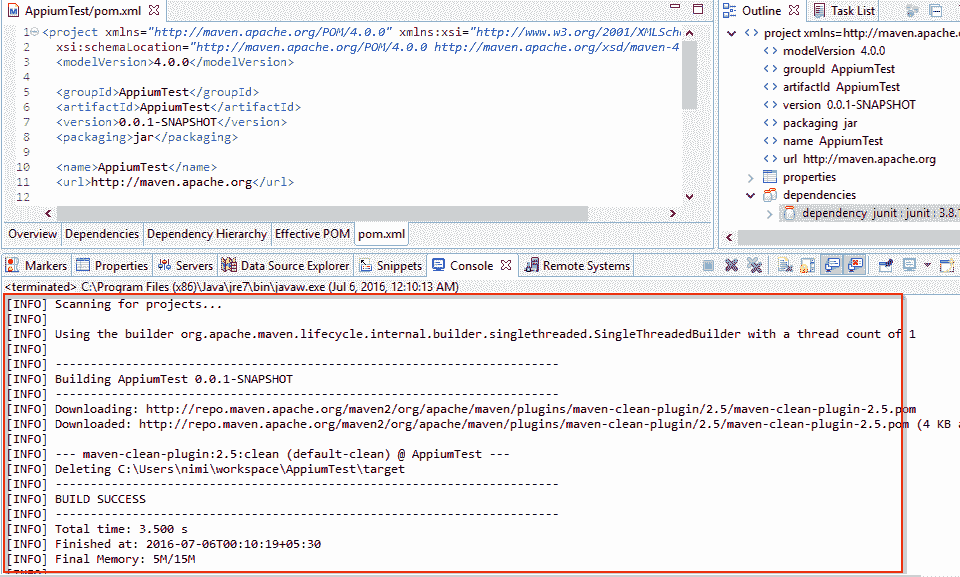 AppiumTest/pom.xml
1 <project xmlns="http://maven.apache.org/POM/4.0.0" xmlns:xsi="http://www.w3.org/2001/XMLSche
2 xsi:schemaLocation="http://maven.apache.org/POM/4.0.0 http://maven.apache.org/xsd/maven-4
3 <modelVersion>4.0.0</modelVersion>
4
5 <groupId>AppiumTest</groupId>
6 <artifactId>AppiumTest</artifactId>
7 <version>0.0.1-SNAPSHOT</version>
8 <packaging>jar</packaging>
9
10 <name>AppiumTest</name>
11 <url>http://maven.apache.org</url>
12
Overview Dependencies Dependency Hierarchy Effective POM pom.xml
Outline Task List
project xmlns=http://maven.apache.o
modelVersion 4.0.0
groupId AppiumTest
artifactId AppiumTest
version 0.0.1-SNAPSHOT
packaging jar
name AppiumTest
url http://maven.apache.org
properties
dependencies
dependency junit : junit : 3.8.1
Markers Properties Servers Data Source Explorer Snippets Console Remote Systems
<terminated> C:\Program Files (x86)\Java\jre7\bin\javaw.exe (Jul 6, 2016, 12:10:13 AM)
[INFO] Scanning for projects...
[INFO]
[INFO] Using the builder org.apache.maven.lifecycle.internal.builder.singlethreaded.SingleThreadedBuilder with a thread count of 1
[INFO]
[INFO] ------------------------------------------------------------------------
[INFO] Building AppiumTest 0.0.1-SNAPSHOT
[INFO] ------------------------------------------------------------------------
[INFO] Downloading: http://repo.maven.apache.org/maven2/org/apache/maven/plugins/maven-clean-plugin/2.5/maven-clean-plugin-2.5.pom
[INFO] Downloaded: http://repo.maven.apache.org/maven2/org/apache/maven/plugins/maven-clean-plugin/2.5/maven-clean-plugin-2.5.pom (4 KB a
[INFO]
[INFO] --- maven-clean-plugin:2.5:clean (default-clean) @ AppiumTest ---
[INFO] Deleting C:\Users\nimi\workspace\AppiumTest\target
[INFO] ------------------------------------------------------------------------
[INFO] BUILD SUCCESS
[INFO] ------------------------------------------------------------------------
[INFO] Total time: 3.500 s
[INFO] Finished at: 2016-07-06T00:10:19+05:30
[INFO] Final Memory: 5M/15M